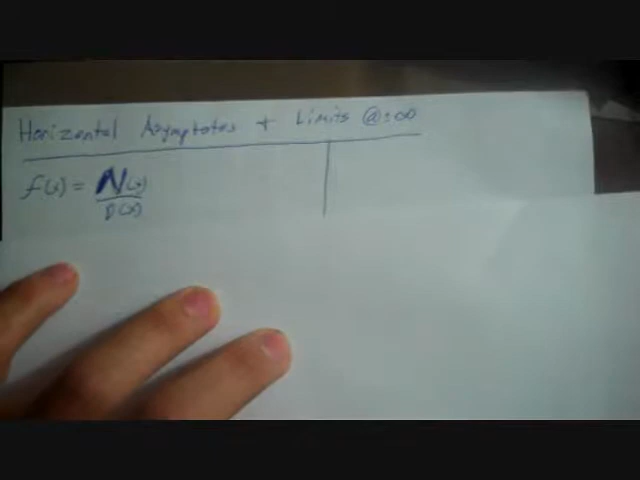 Horizontal Asymptotes + Limits @ ±∞
f(x) = N(x)
D(x)